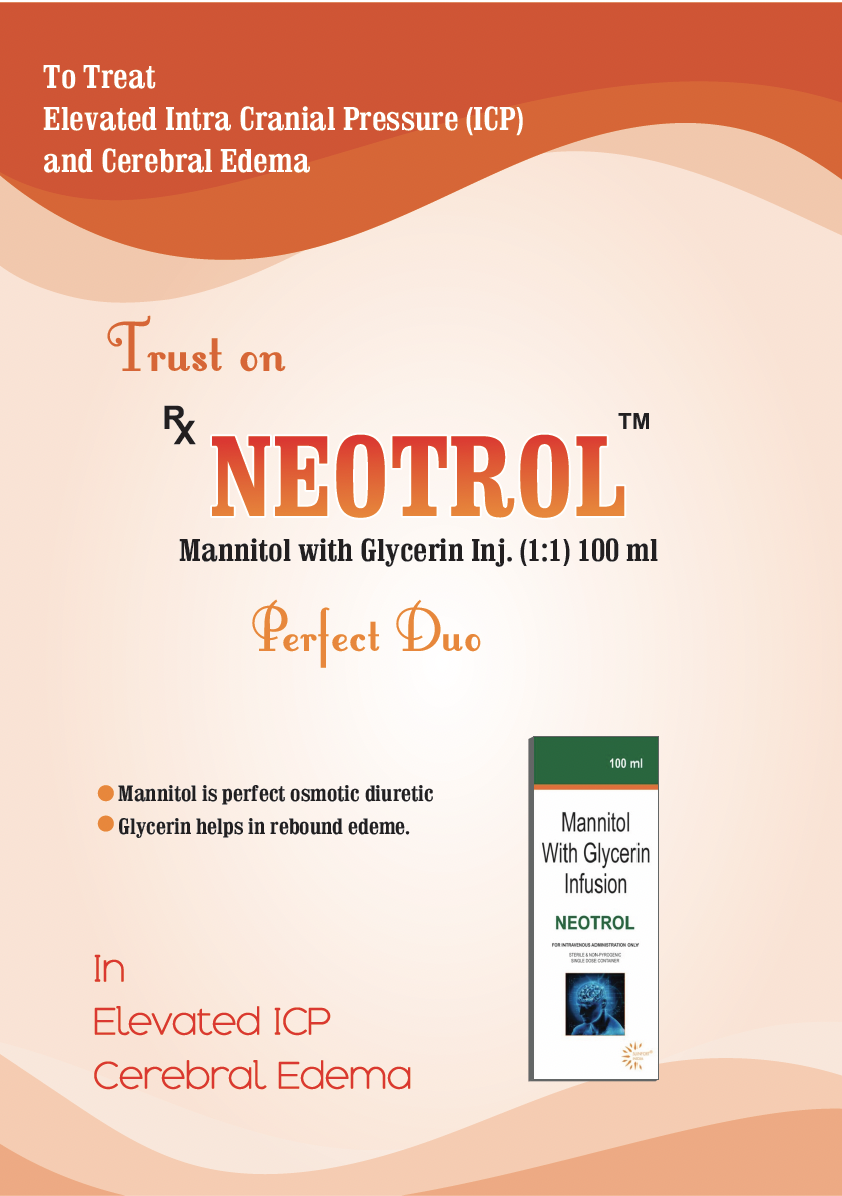 To Treat
Elevated Intra Cranial Pressure (ICP)
and Cerebral Edema
Trust on
Rx
NEOTROL™
Mannitol with Glycerin Inj. (1:1) 100 ml
Perfect Duo
Mannitol is perfect osmotic diuretic
Glycerin helps in rebound edeme.
In
Elevated ICP
Cerebral Edema
100 ml
Mannitol
With Glycerin
Infusion
NEOTROL
FOR INTRAVENOUS ADMINISTRATION ONLY
STERILE & NON-PYROGENIC
SINGLE DOSE CONTAINER